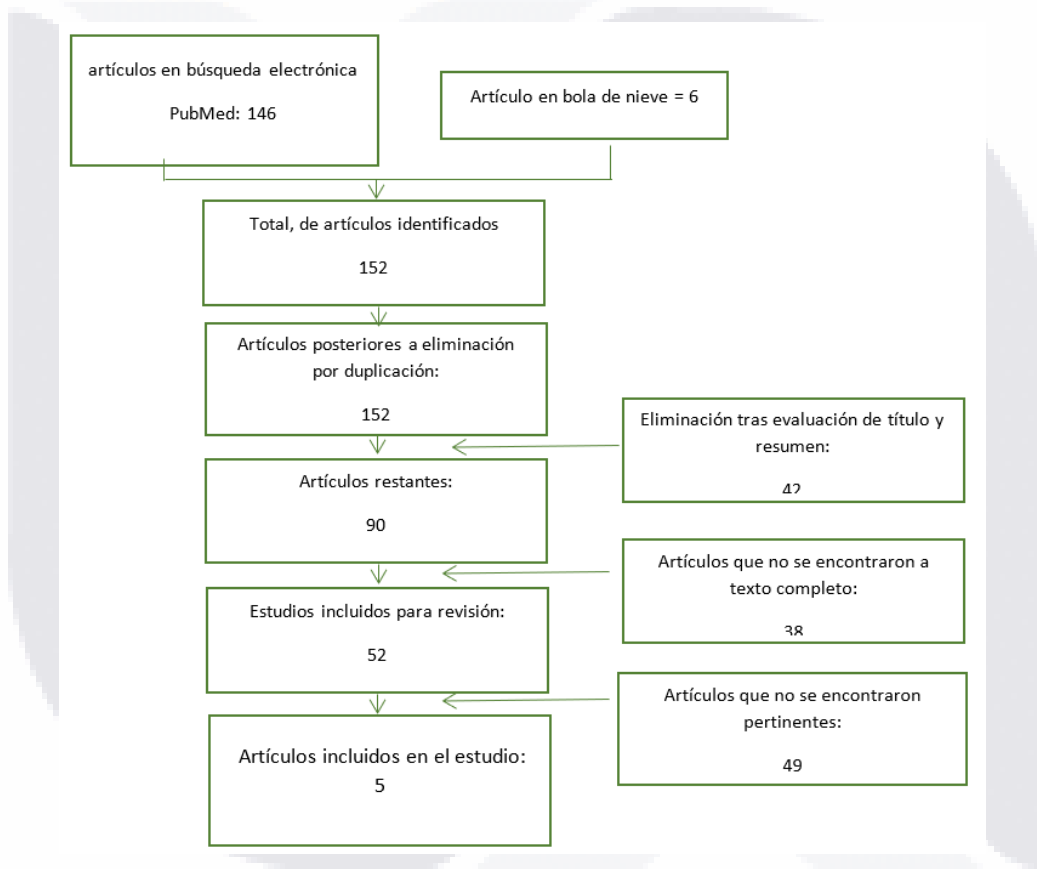 artículos en búsqueda electrónica
PubMed: 146
Artículo en bola de nieve = 6
Total, de artículos identificados
152
Artículos posteriores a eliminación
por duplicación:
152
Eliminación tras evaluación de título y
resumen:
42
Artículos restantes:
90
Artículos que no se encontraron a
texto completo:
38
Estudios incluidos para revisión:
52
Artículos que no se encontraron
pertinentes:
49
Artículos incluidos en el estudio:
5